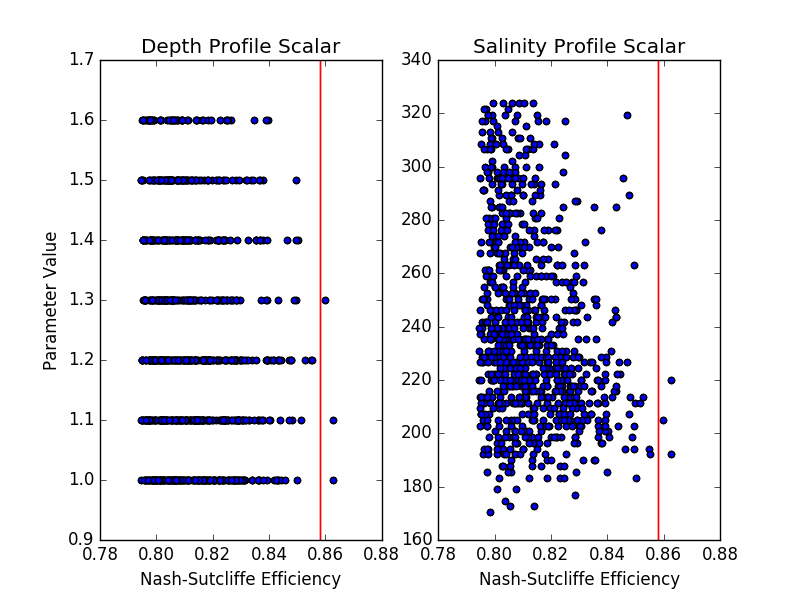 Depth Profile Scalar
Salinity Profile Scalar
Parameter Value
1.7
1.6
1.5
1.4
1.3
1.2
1.1
1.0
0.9
0.78 0.80 0.82 0.84 0.86 0.88
Nash-Sutcliffe Efficiency
340
320
300
280
260
240
220
200
180
160
0.78 0.80 0.82 0.84 0.86 0.88
Nash-Sutcliffe Efficiency